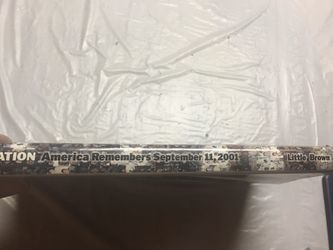 ATION America Remembers September 11, 2001 Little Brown